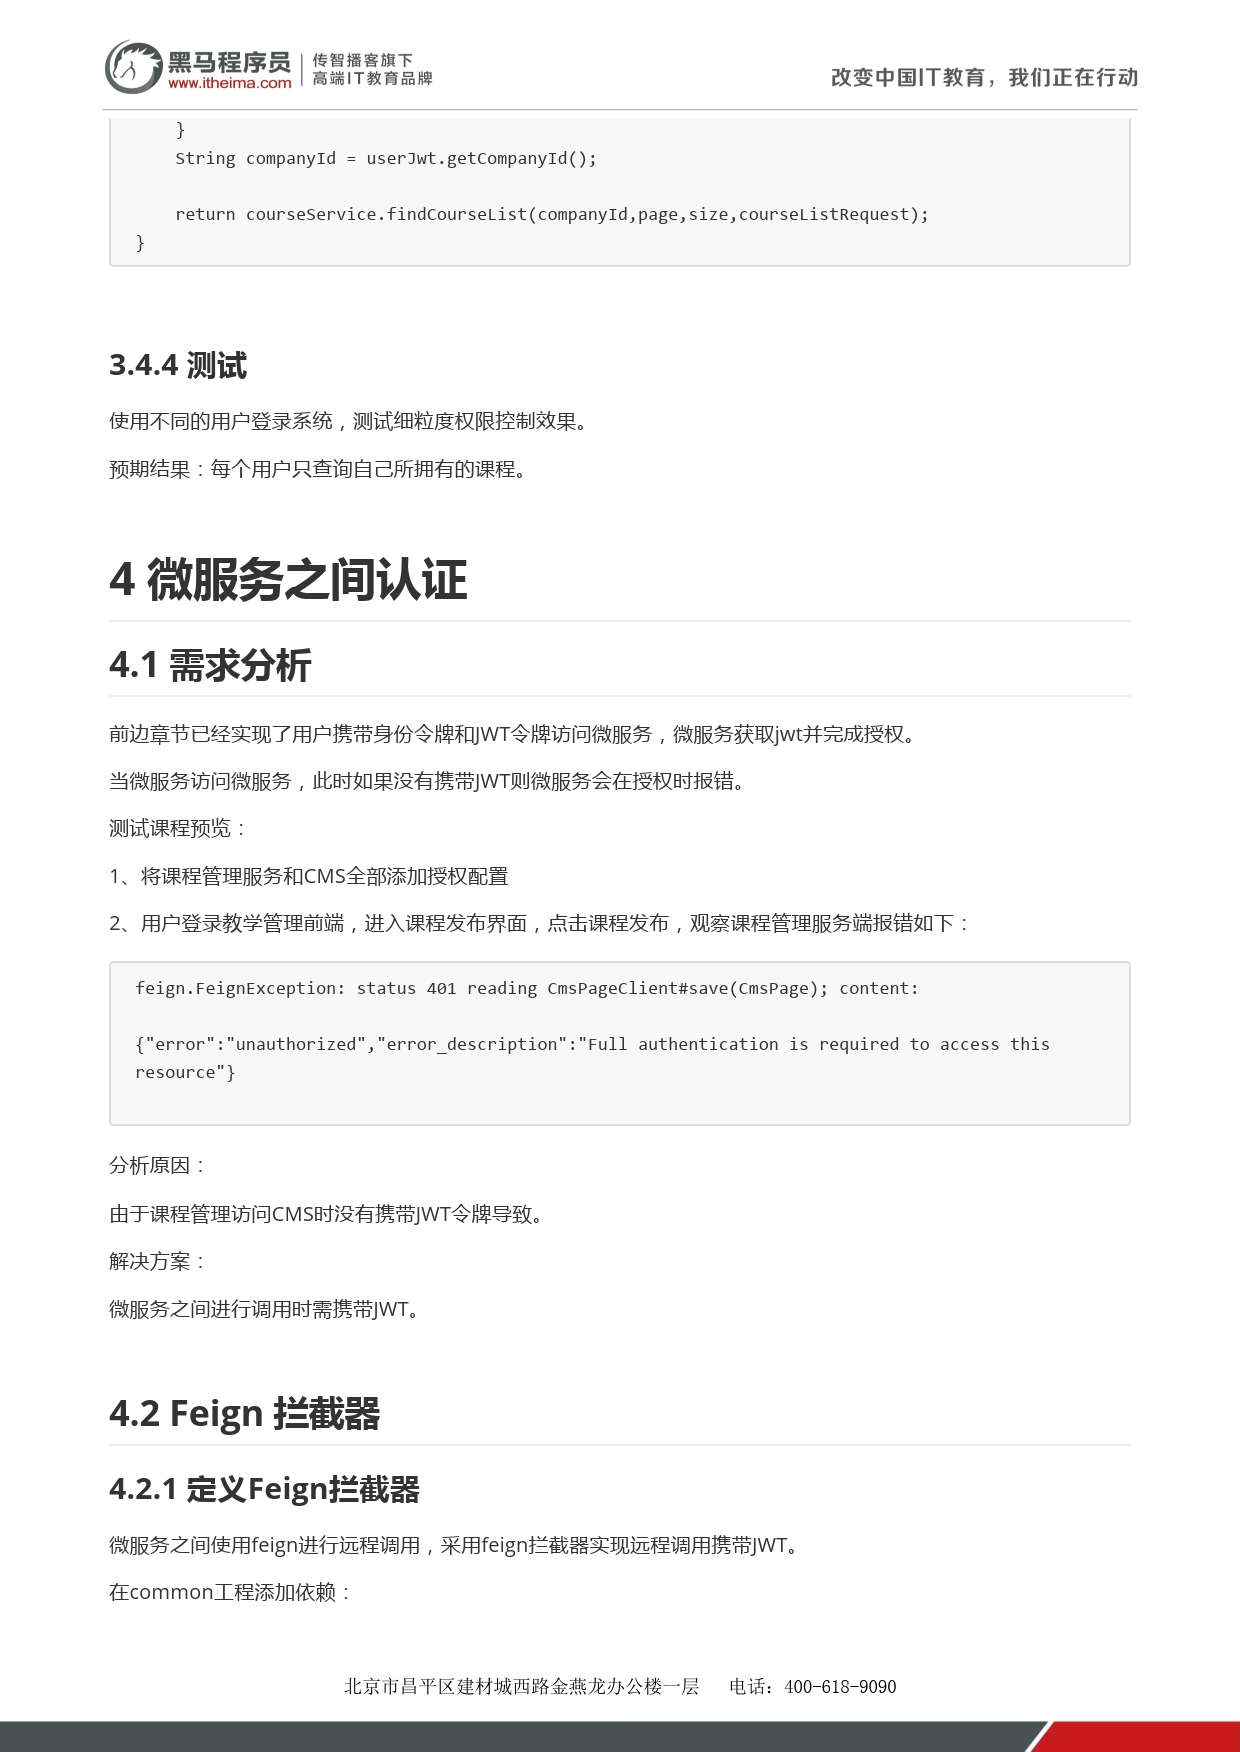 黑马程序员
www.itheima.com
传智播客旗下
高端IT教育品牌
改变中国IT教育，我们正在行动
}
String companyId = userJwt.getCompanyId();
return courseService.findCourseList(companyId,page,size,courseListRequest);
}
3.4.4 测试
使用不同的用户登录系统，测试细粒度权限控制效果。
预期结果：每个用户只查询自己所拥有的课程。
4 微服务之间认证
4.1 需求分析
前边章节已经实现了用户携带身份令牌和JWT令牌访问微服务，微服务获取jwt并完成授权。
当微服务访问微服务，此时如果没有携带JWT则微服务会在授权时报错。
测试课程预览：
1、将课程管理服务和CMS全部添加授权配置
2、用户登录教学管理前端，进入课程发布界面，点击课程发布，观察课程管理服务端报错如下：
feign.FeignException: status 401 reading CmsPageClient#save(CmsPage); content:
{"error":"unauthorized","error_description":"Full authentication is required to access this
resource"}
分析原因：
由于课程管理访问CMS时没有携带JWT令牌导致。
解决方案：
微服务之间进行调用时需携带JWT。
4.2 Feign 拦截器
4.2.1 定义Feign拦截器
微服务之间使用feign进行远程调用，采用feign拦截器实现远程调用携带JWT。
在common工程添加依赖：
北京市昌平区建材城西路金燕龙办公楼一层 电话：400-618-9090